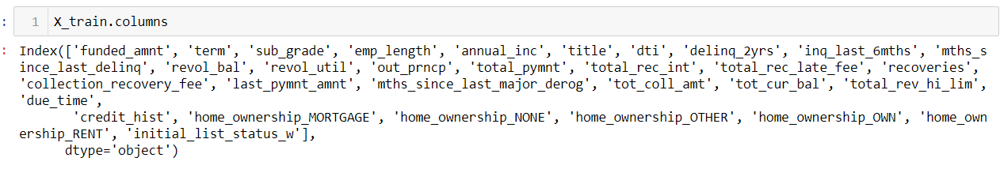 : 1 X_train.columns
: Index(['funded_amnt', 'term', 'sub_grade', 'emp_length', 'annual_inc', 'title', 'dti', 'delinq_2yrs', 'inq_last_6mths', 'mths_s
ince_last_delinq', 'revol_bal', 'revol_util', 'out_prncp', 'total_pymnt', 'total_rec_int', 'total_rec_late_fee', 'recoveries',
'collection_recovery_fee', 'last_pymnt_amnt', 'mths_since_last_major_derog', 'tot_coll_amt', 'tot_cur_bal', 'total_rev_hi_lim',
'due_time',
'credit_hist', 'home_ownership_MORTGAGE', 'home_ownership_NONE', 'home_ownership_OTHER', 'home_ownership_OWN', 'home_own
ership_RENT', 'initial_list_status_w'],
dtype='object')